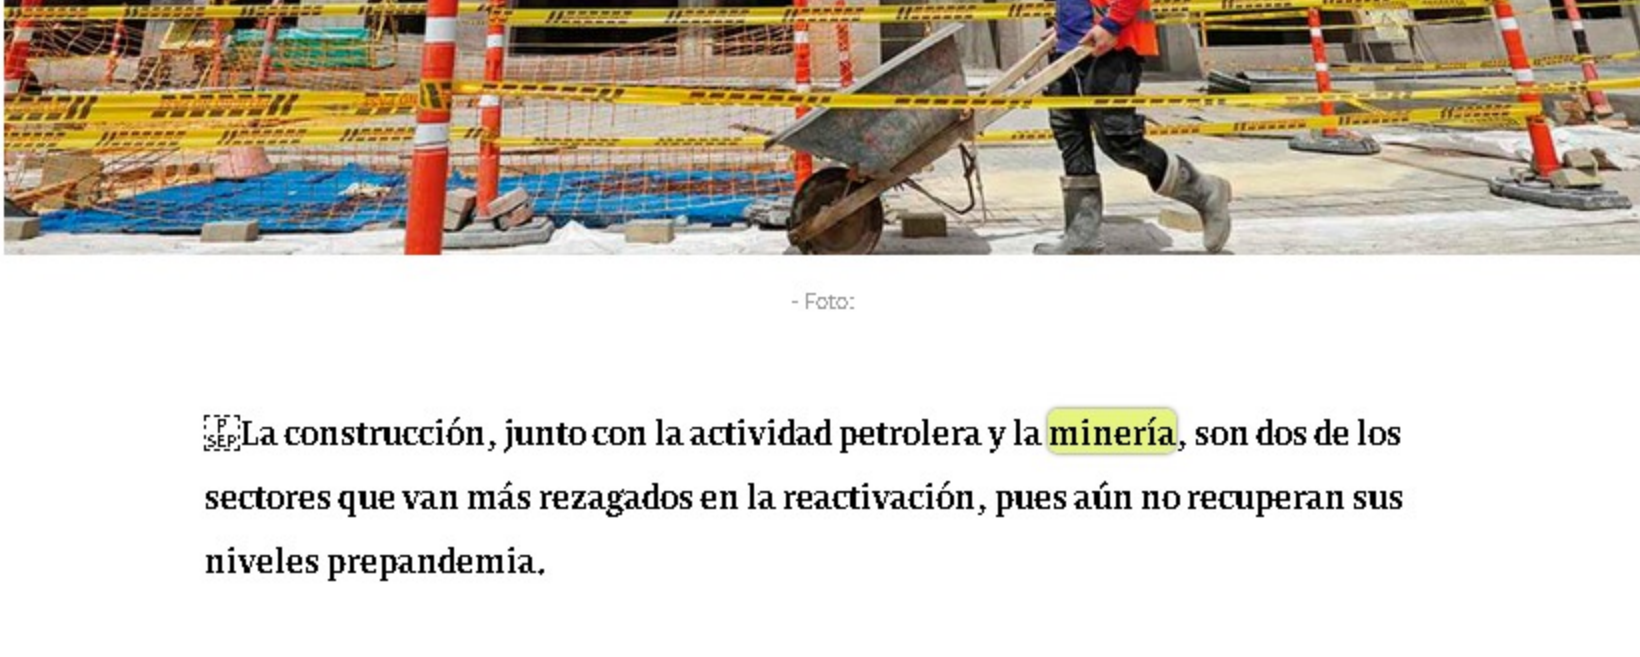 - Foto:
La construcción, junto con la actividad petrolera y la minería, son dos de los
sectores que van más rezagados en la reactivación, pues aún no recuperan sus
niveles prepandemia.